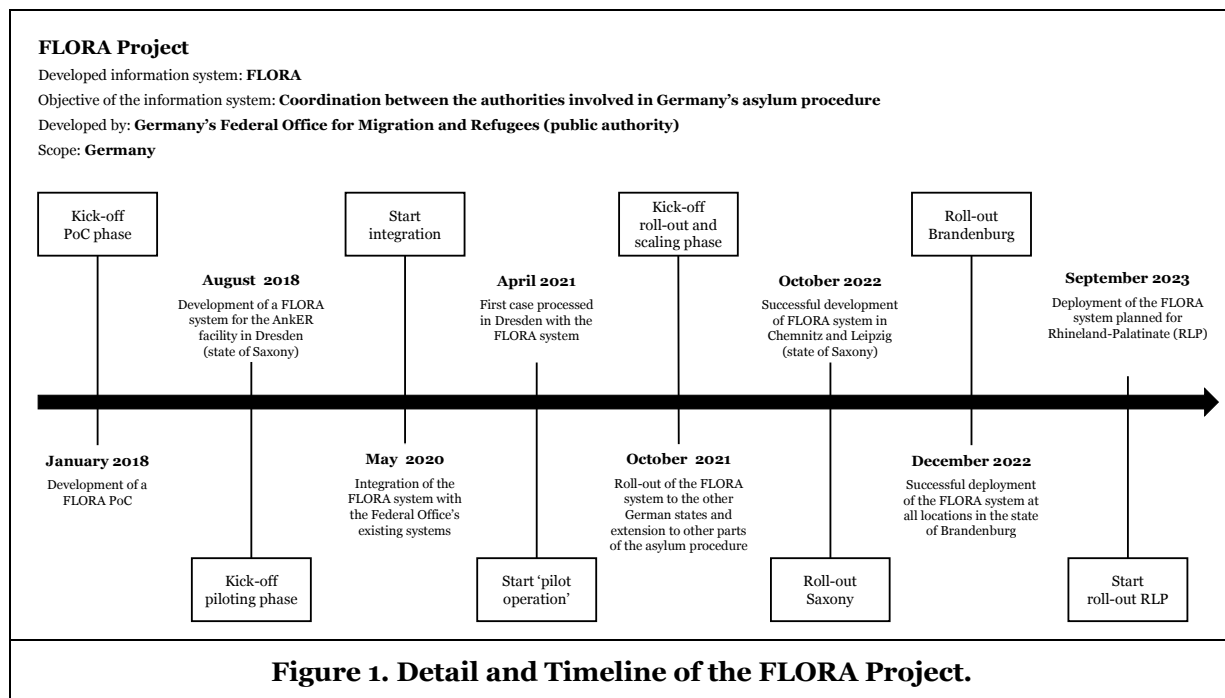 FLORA Project
Developed information system: FLORA
Objective of the information system: Coordination between the authorities involved in Germany's asylum procedure
Developed by: Germany's Federal Office for Migration and Refugees (public authority)
Scope: Germany
Kick-off
PoC phase
January 2018
Development of a
FLORA PoC
August 2018
Development of a FLORA
system for the AnkER
facility in Dresden
(state of Saxony)
Kick-off
piloting phase
Start
integration
May 2020
Integration of the
FLORA system with
the Federal Office's
existing systems
April 2021
First case processed
in Dresden with the
FLORA system
Start 'pilot
operation'
Kick-off
roll-out and
scaling phase
October 2021
Roll-out of the FLORA
system to the other
German states and
extension to other parts
of the asylum procedure
October 2022
Successful development
of FLORA system in
Chemnitz and Leipzig
(state of Saxony)
Roll-out
Saxony
Roll-out
Brandenburg
December 2022
Successful deployment
of the FLORA system at
all locations in the state
of Brandenburg
September 2023
Deployment of the FLORA
system planned for
Rhineland-Palatinate (RLP)
Start
roll-out RLP
Figure 1. Detail and Timeline of the FLORA Project.